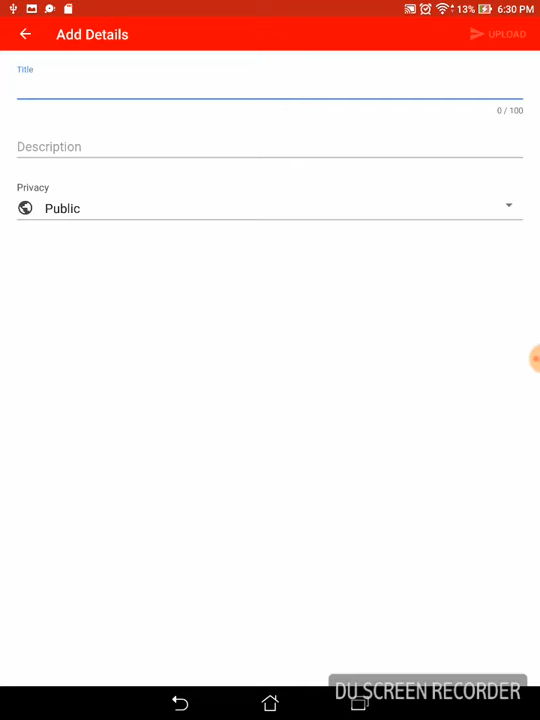 13% 6:30 PM
Add Details UPLOAD
Title
0 / 100
Description
Privacy
Public
DU SCREEN RECORDER